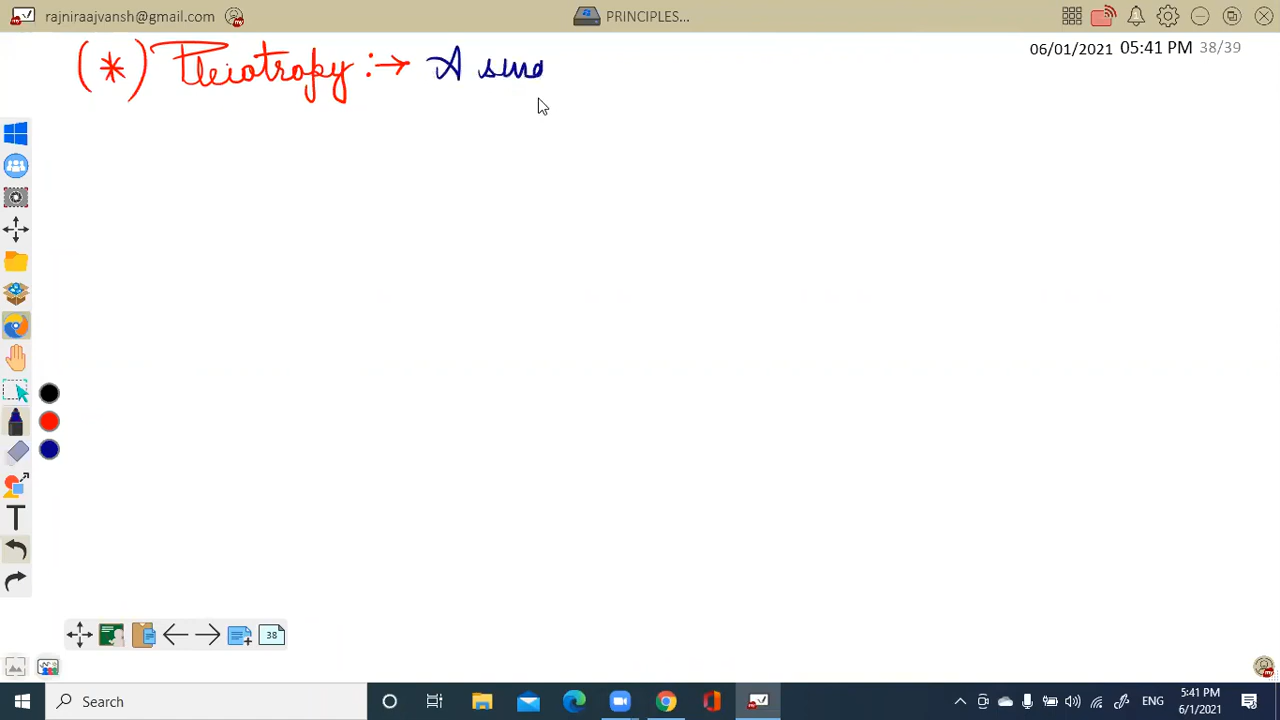 rajniraajvansh@gmail.com
PRINCIPLES...
06/01/2021 05:41 PM 38/39
(*) Pleiotropy :→ A sing
T
38
Search
ENG
5:41 PM
6/1/2021